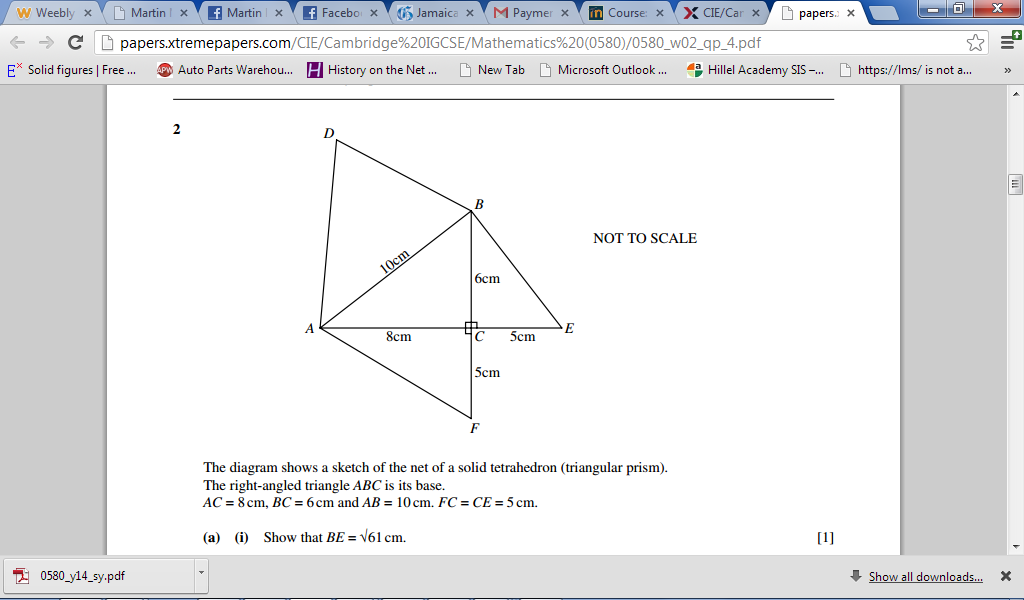 Weebly
Martin
Martin
Facebo
Jamaica
Paymer
Course:
CIE/Car
papers.
papers.xtremepapers.com/CIE/Cambridge%20IGCSE/Mathematics%20(0580)/0580_w02_qp_4.pdf
Solid figures | Free ...
Auto Parts Warehou...
History on the Net ...
New Tab
Microsoft Outlook ...
Hillel Academy SIS –...
https://lms/ is not a...
»
2
D
B
NOT TO SCALE
10cm
6cm
A
C
E
8cm
5cm
5cm
F
The diagram shows a sketch of the net of a solid tetrahedron (triangular prism).
The right-angled triangle ABC is its base.
AC = 8 cm, BC = 6 cm and AB = 10 cm. FC = CE = 5 cm.
(a) (i) Show that BE = √61 cm. [1]
0580_y14_sy.pdf
Show all downloads...